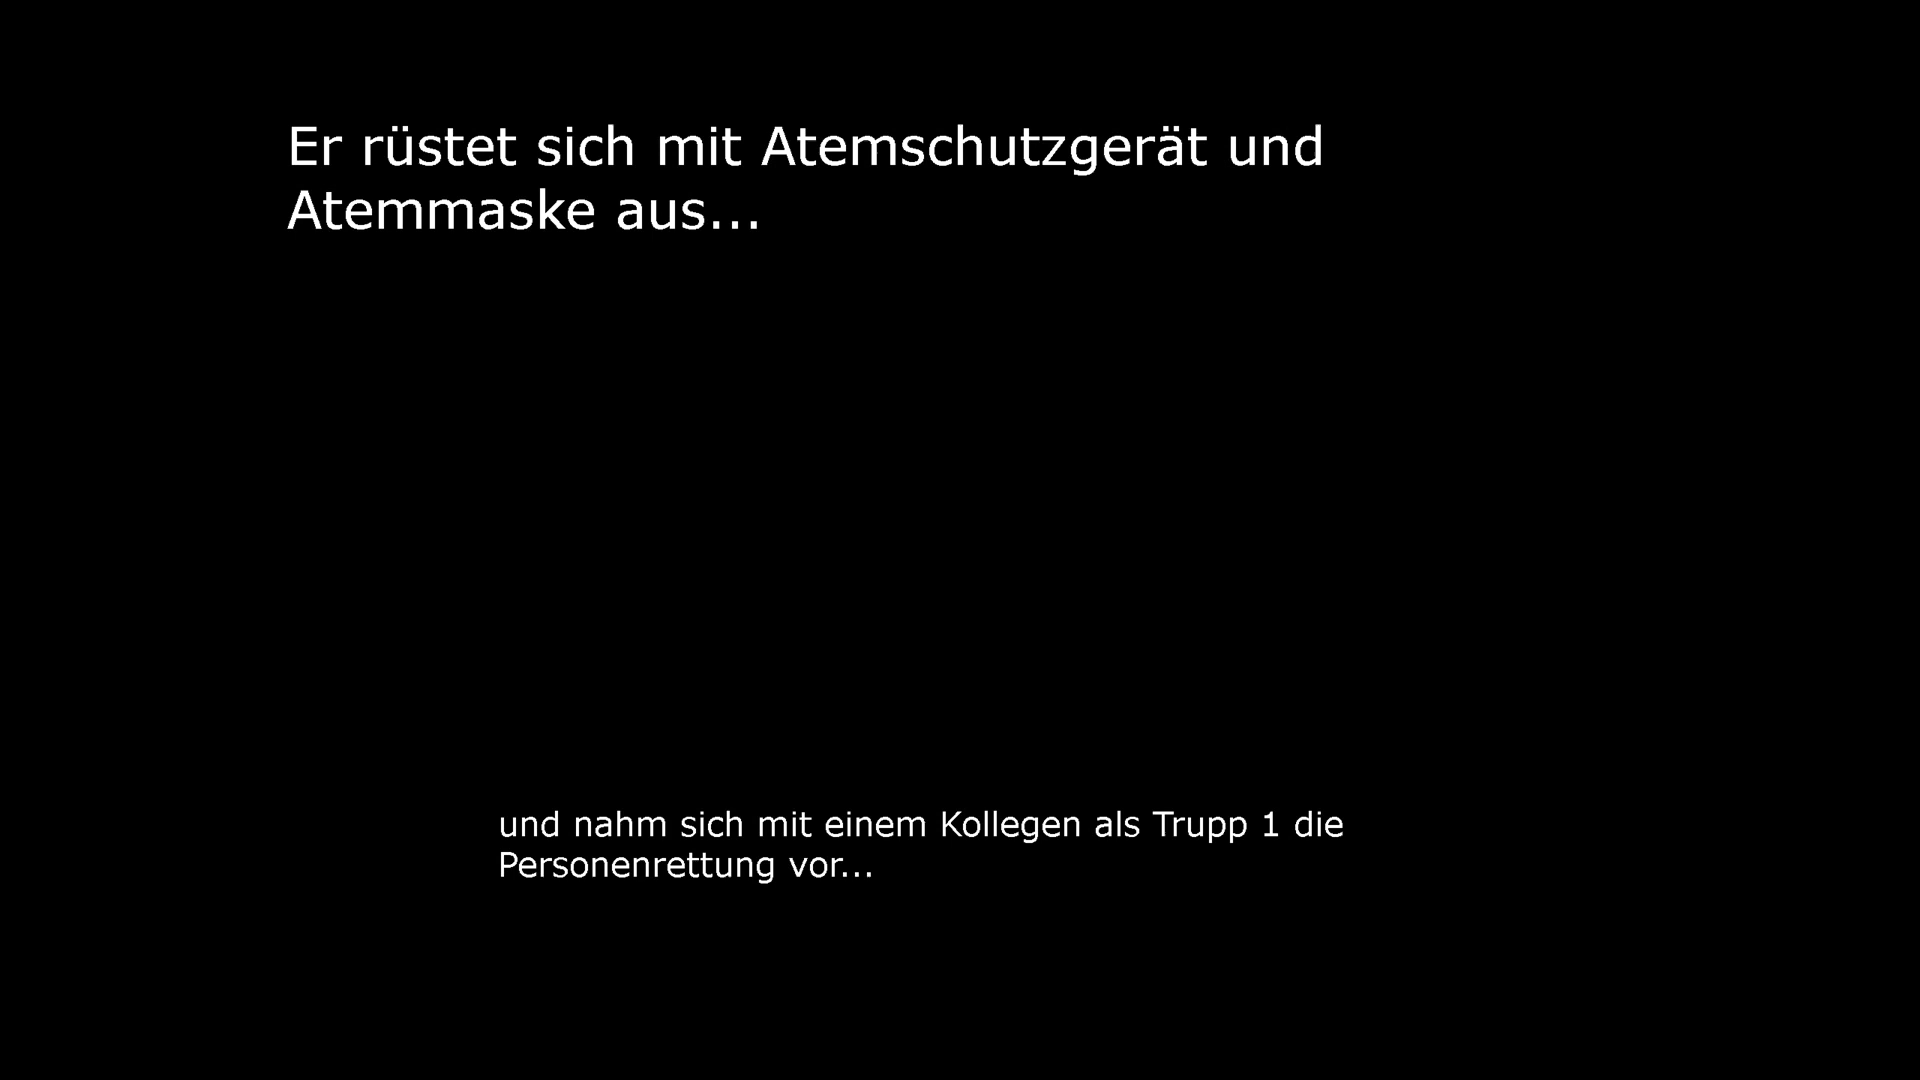 Er rüstet sich mit Atemschutzgerät und
Atemmaske aus...
und nahm sich mit einem Kollegen als Trupp 1 die
Personenrettung vor...